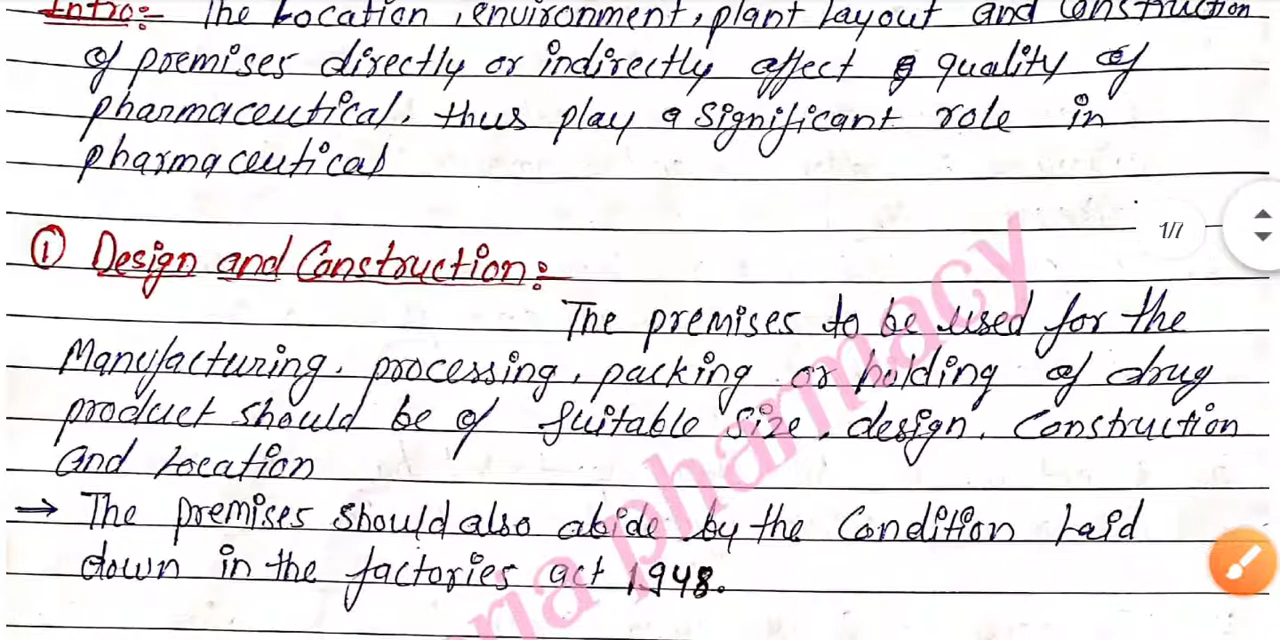 Intro:- The Location, environment, plant layout and Construction
of premises directly or indirectly affect quality of
pharmaceutical, thus play a significant role in
pharmaceutical
1/7
① Design and Construction:-
The premises to be used for the
Manufacturing, processing, packing or holding of drug
product should be of suitable size, design, Construction
and Location
→ The premises should also abide by the Condition Laid
down in the factories act 1948.
ria pharmacy